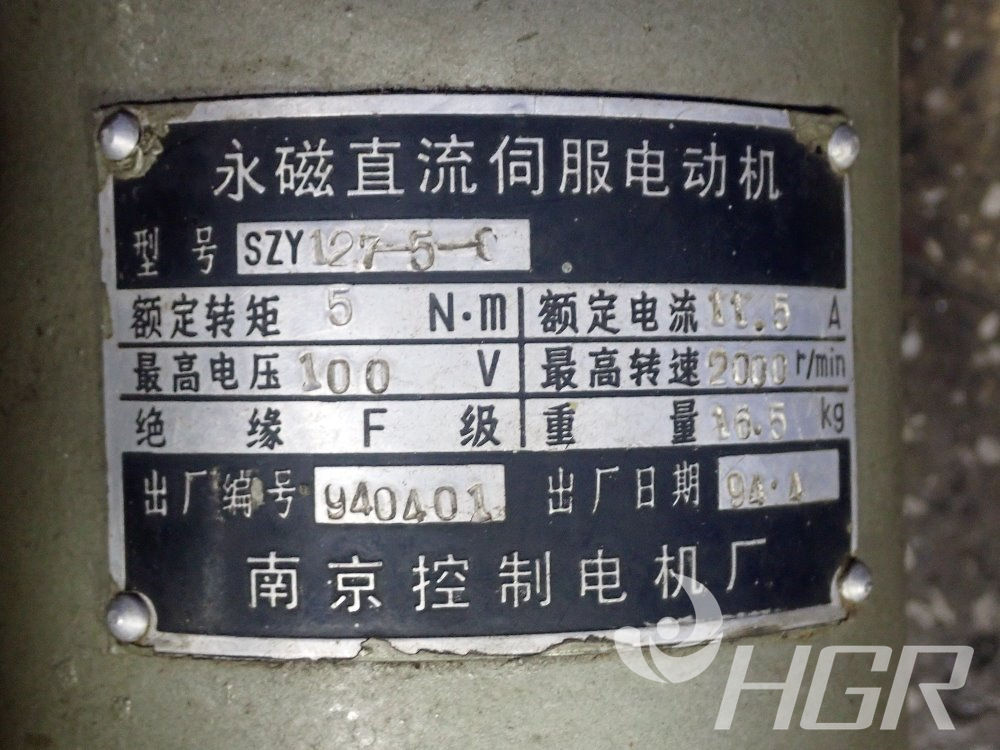 永磁直流伺服电动机
型号 SZY127-5-C
额定转矩 5 N·m 额定电流 11.5 A
最高电压 100 V 最高转速 2000 r/min
绝缘 F 级 重量 16.5 kg
出厂编号 940401 出厂日期 94·4
南京控制电机厂
HGR